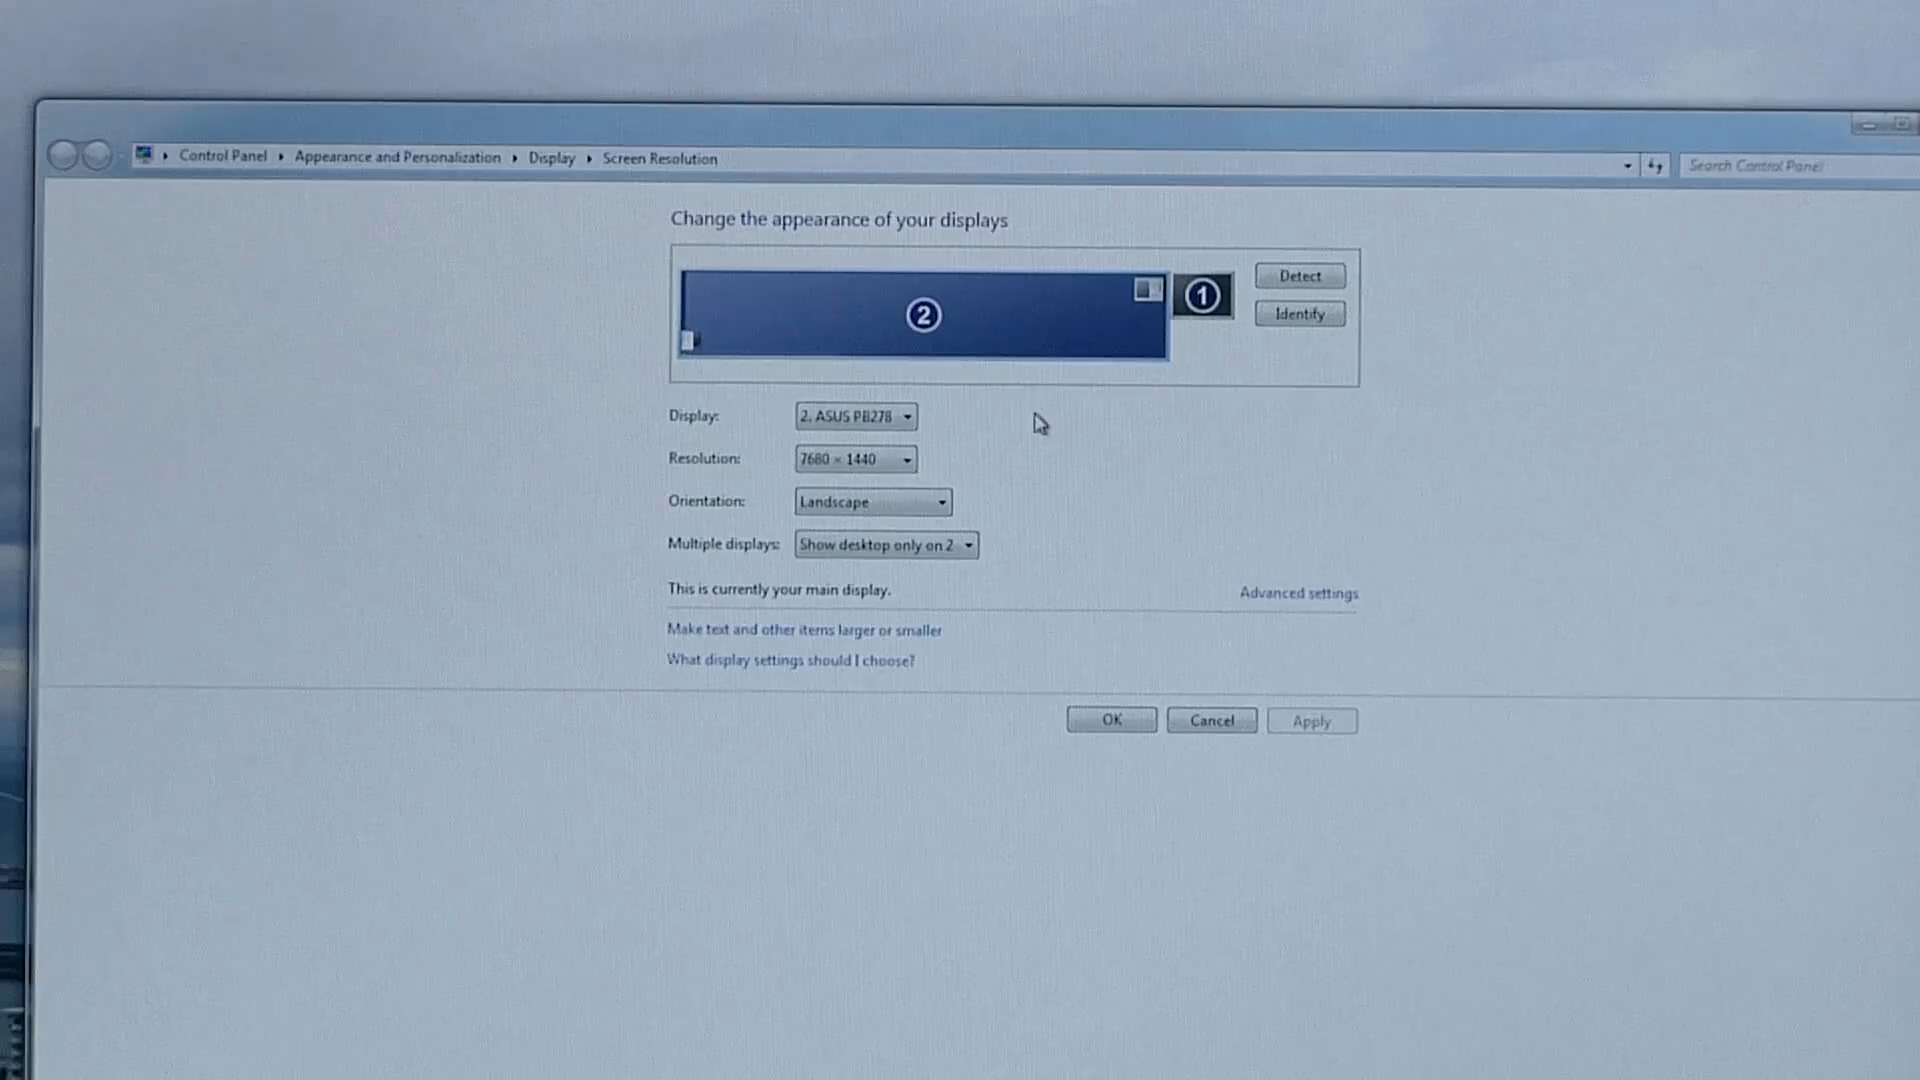 Control Panel ▸ Appearance and Personalization ▸ Display ▸ Screen Resolution
Search Control Panel
Change the appearance of your displays
2
1
Detect
Identify
Display: 2. ASUS PB278
Resolution: 7680 × 1440
Orientation: Landscape
Multiple displays: Show desktop only on 2
This is currently your main display.
Advanced settings
Make text and other items larger or smaller
What display settings should I choose?
OK Cancel Apply